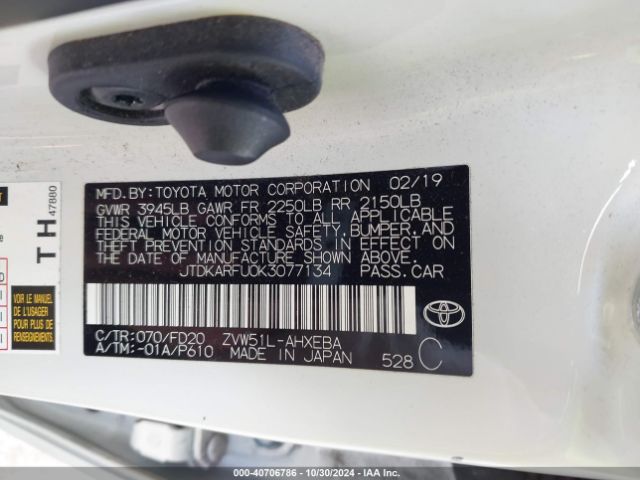 MFD.BY:TOYOTA MOTOR CORPORATION 02/19
GVWR 3945LB GAWR FR 2250LB RR 2150LB
THIS VEHICLE CONFORMS TO ALL APPLICABLE
FEDERAL MOTOR VEHICLE SAFETY,BUMPER,AND
THEFT PREVENTION STANDARDS IN EFFECT ON
THE DATE OF MANUFACTURE SHOWN ABOVE.
JTDKARFU0K3077134 PASS.CAR
C/TR:070/FD20 ZVW51L-AHXEBA
A/TM:-01A/P610 MADE IN JAPAN
528 C
TH
47880
VOIR LE MANUEL
POUR PLUS DE
000-40706786 - 10/30/2024 - IAA Inc.